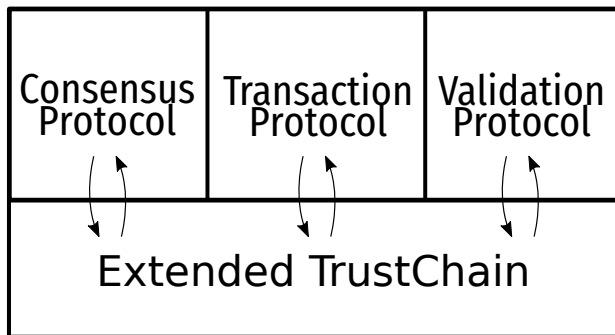 Consensus
Protocol
Transaction
Protocol
Validation
Protocol
Extended TrustChain